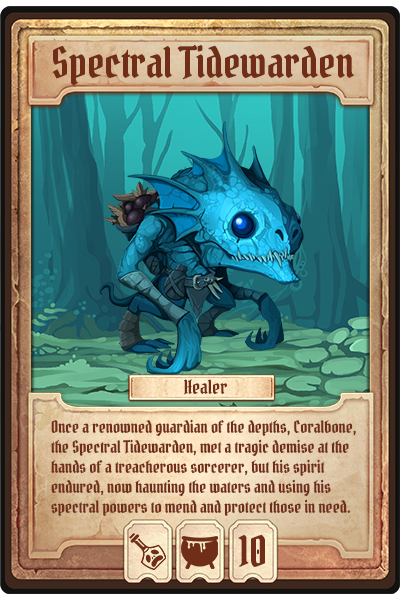 Spectral Tidewarden
Healer
Once a renowned guardian of the depths, Coralbone,
the Spectral Tidewarden, met a tragic demise at the
hands of a treacherous sorcerer, but his spirit
endured, now haunting the waters and using his
spectral powers to mend and protect those in need.
10